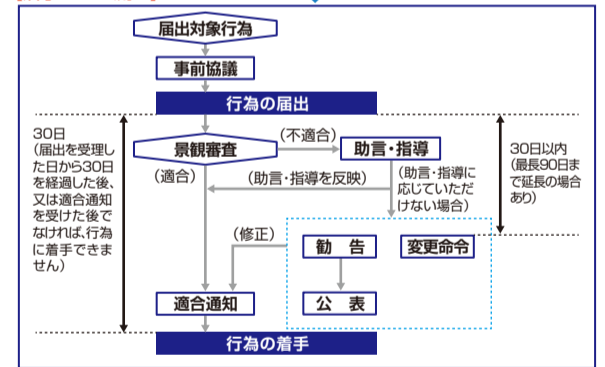 届出対象行為
事前協議
行為の届出
30日
（届出を受理し
た日から30日
を経過した後、
又は適合通知
を受けた後で
なければ、行為
に着手できま
せん）
景観審査
（不適合）
助言・指導
30日以内
（最長90日ま
で延長の場合
あり）
（適合）
（助言・指導を反映）
（助言・指導に
応じていただ
けない場合）
（修正）
勧　告
変更命令
適合通知
公　表
行為の着手